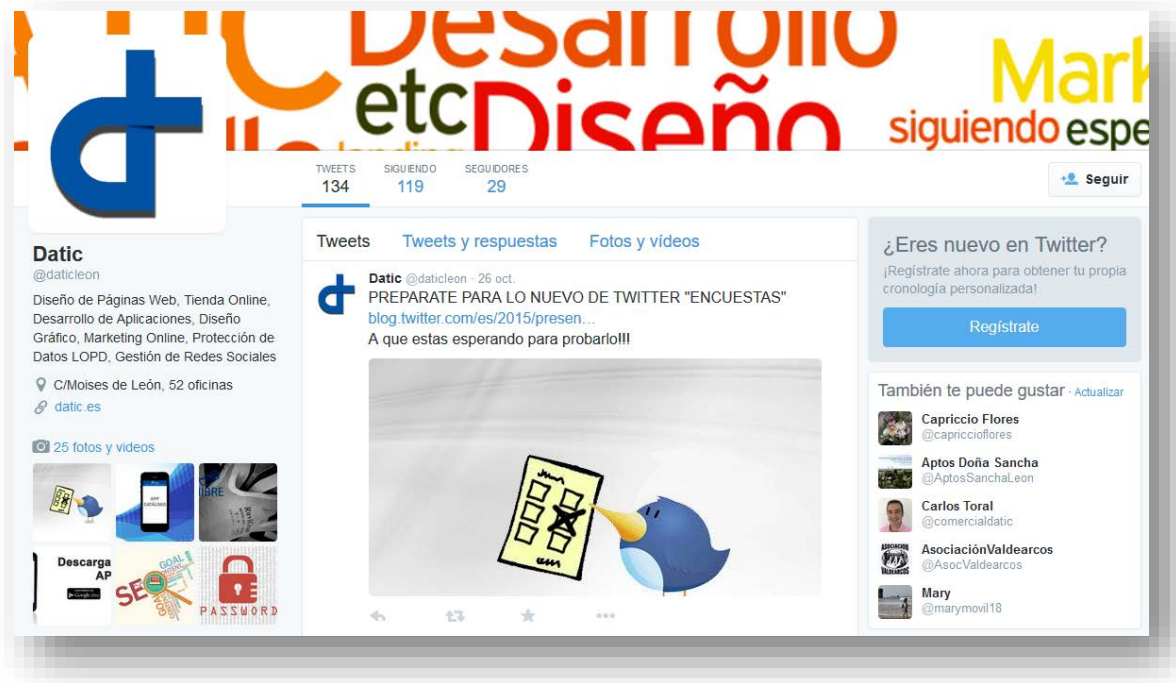 Desarrollo
etc Diseño
Mark
siguiendo espe
TWEETS
134
SIGUIENDO
119
SEGUIDORES
29
Seguir
Datic
@daticleon
Diseño de Páginas Web, Tienda Online,
Desarrollo de Aplicaciones, Diseño
Gráfico, Marketing Online, Protección de
Datos LOPD, Gestión de Redes Sociales
C/Moises de León, 52 oficinas
datic.es
25 fotos y videos
APP
CATÁLOGO
Descarga
AP
SEO
GOAL
PASSWORD
Tweets
Tweets y respuestas
Fotos y vídeos
Datic @daticleon · 26 oct.
PREPARATE PARA LO NUEVO DE TWITTER "ENCUESTAS"
blog.twitter.com/es/2015/presen…
A que estas esperando para probarlo!!!
¿Eres nuevo en Twitter?
¡Regístrate ahora para obtener tu propia
cronología personalizada!
Regístrate
También te puede gustar · Actualizar
Capriccio Flores
@capriccioflores
Aptos Doña Sancha
@AptosSanchaLeon
Carlos Toral
@comercialdatic
AsociaciónValdearcos
@AsocValdearcos
Mary
@marymovil18